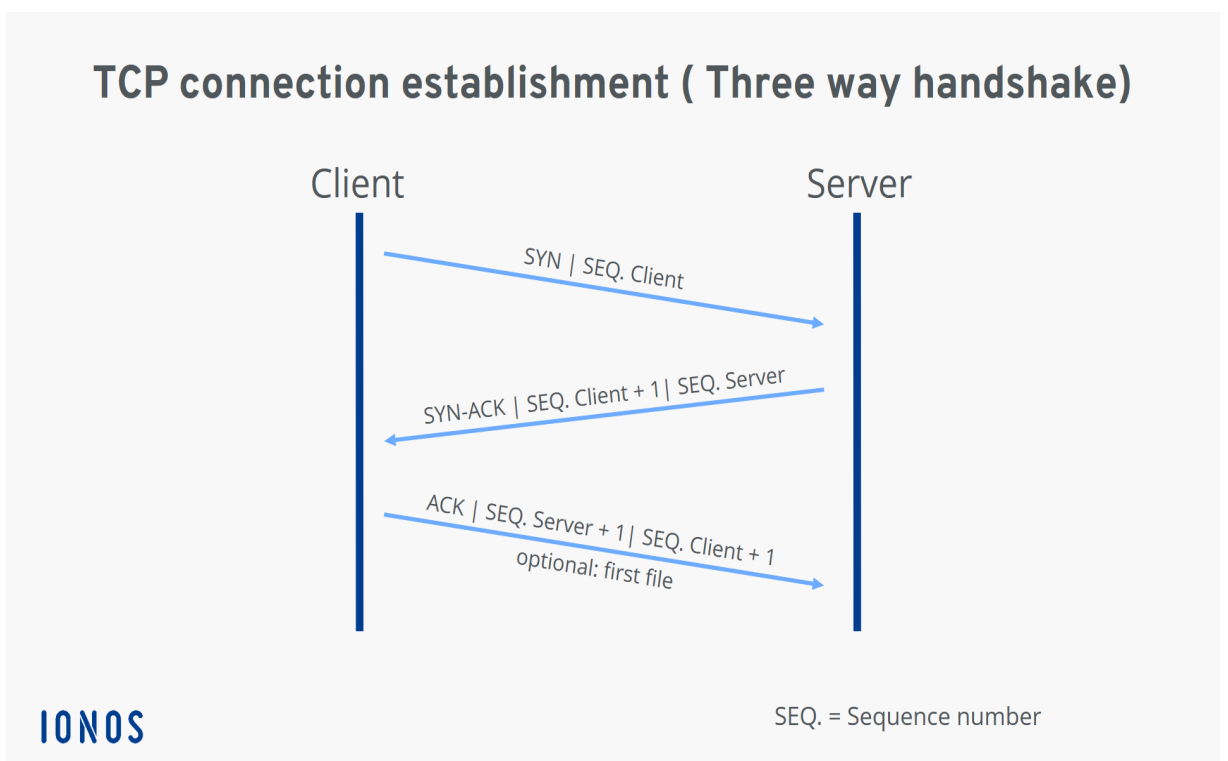 TCP connection establishment ( Three way handshake)
Client
Server
SYN | SEQ. Client
SYN-ACK | SEQ. Client + 1| SEQ. Server
ACK | SEQ. Server + 1| SEQ. Client + 1
optional: first file
IONOS
SEQ. = Sequence number